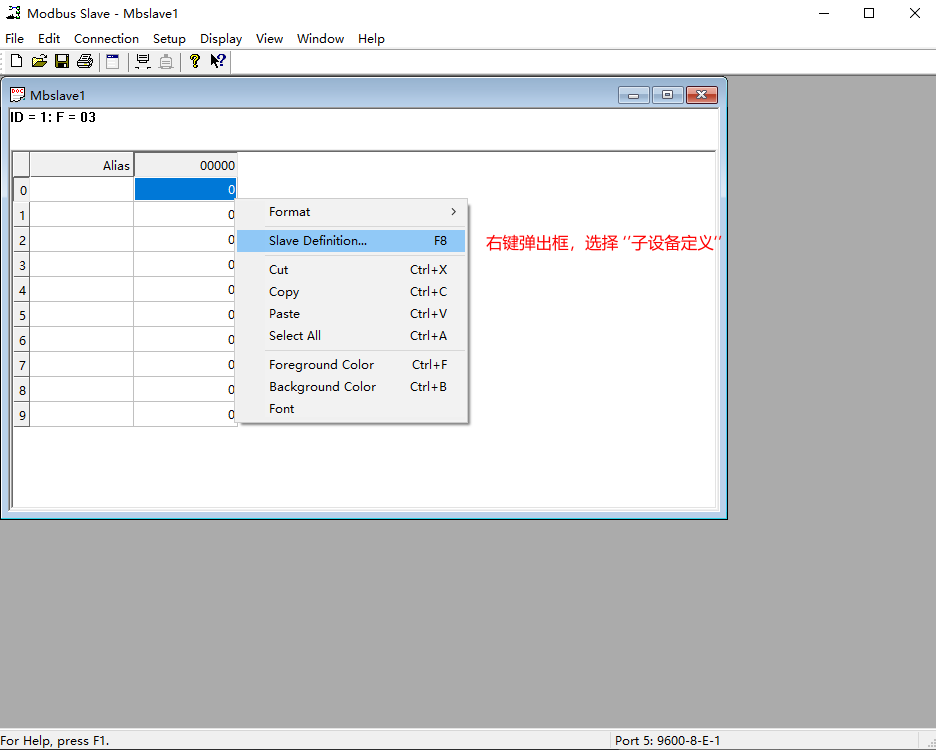 Modbus Slave - Mbslave1
File Edit Connection Setup Display View Window Help
Mbslave1
ID = 1: F = 03
Alias 00000
0 0
1 0
2 0
3 0
4 0
5 0
6 0
7 0
8 0
9 0
Format
Slave Definition... F8
Cut Ctrl+X
Copy Ctrl+C
Paste Ctrl+V
Select All Ctrl+A
Foreground Color Ctrl+F
Background Color Ctrl+B
Font
右键弹出框，选择 ‘’子设备定义‘’
For Help, press F1.
Port 5: 9600-8-E-1